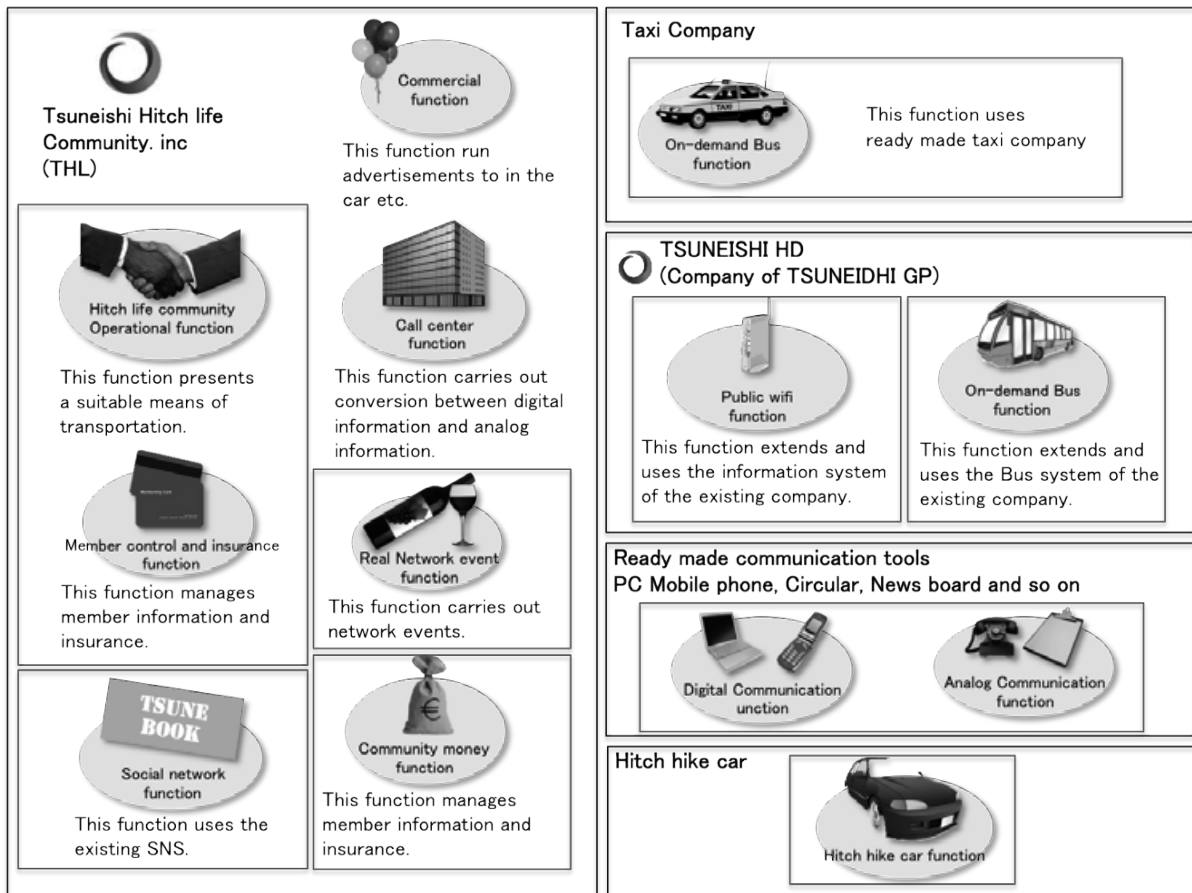 Tsuneishi Hitch life
Community. inc
(THL)
Commercial
function
This function run
advertisements to in the
car etc.
Hitch life community
Operational function
This function presents
a suitable means of
transportation.
Call center
function
This function carries out
conversion between digital
information and analog
information.
Member control and insurance
function
This function manages
member information and
insurance.
Real Network event
function
This function carries out
network events.
TSUNE
BOOK
Social network
function
This function uses the
existing SNS.
€
Community money
function
This function manages
member information and
insurance.
Taxi Company
TAXI
On-demand Bus
function
This function uses
ready made taxi company
TSUNEISHI HD
(Company of TSUNEIDHI GP)
Public wifi
function
This function extends and
uses the information system
of the existing company.
On-demand Bus
function
This function extends and
uses the Bus system of the
existing company.
Ready made communication tools
PC Mobile phone, Circular, News board and so on
Digital Communication
unction
Analog Communication
function
Hitch hike car
Hitch hike car function